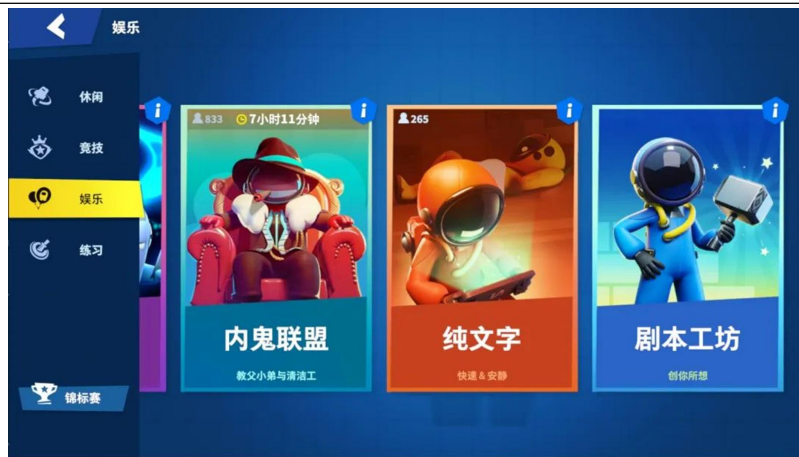 娱乐
休闲
竞技
娱乐
练习
锦标赛
833 7小时11分钟
内鬼联盟
教父小弟与清洁工
265
纯文字
快速&安静
剧本工坊
创你所想